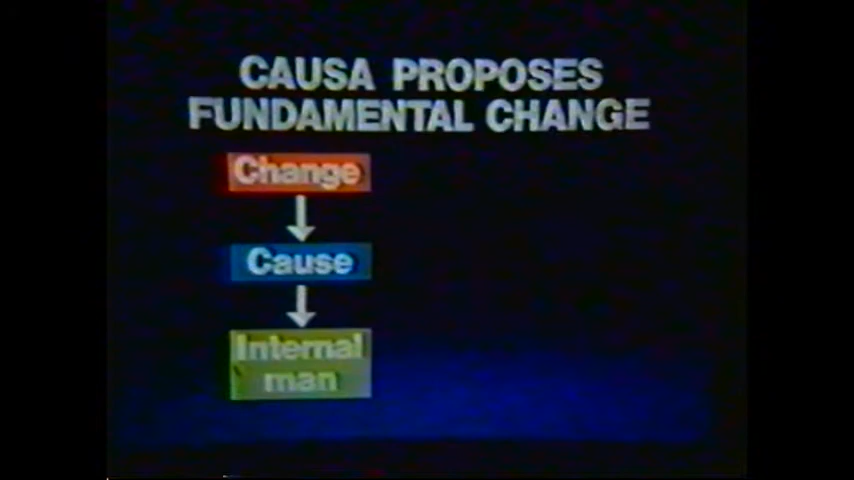 CAUSA PROPOSES
FUNDAMENTAL CHANGE
Change
Cause
Internal
man